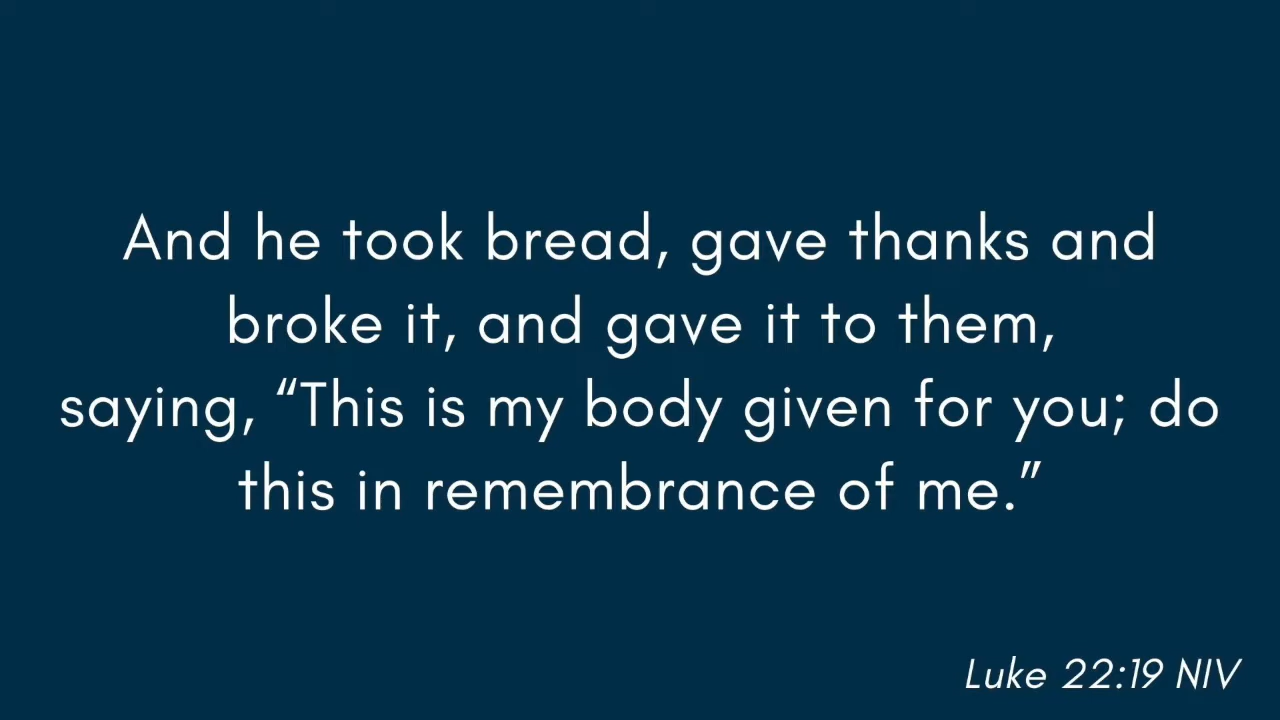 And he took bread, gave thanks and
broke it, and gave it to them,
saying, “This is my body given for you; do
this in remembrance of me.”
Luke 22:19 NIV